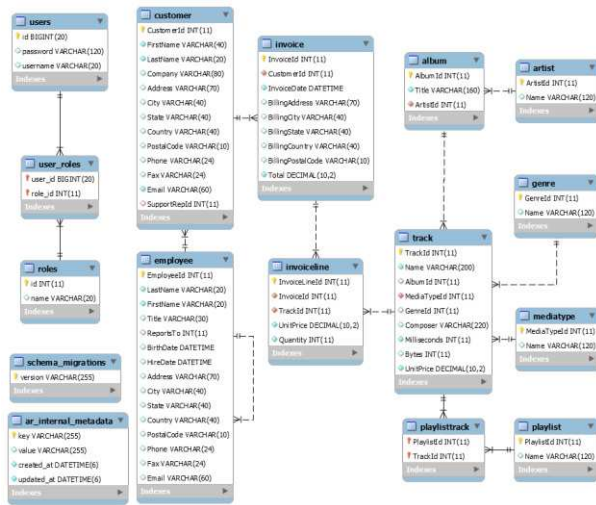 users
id BIGINT(20)
password VARCHAR(120)
username VARCHAR(20)
Indexes
user_roles
user_id BIGINT(20)
role_id INT(11)
Indexes
roles
id INT(11)
name VARCHAR(20)
Indexes
schema_migrations
version VARCHAR(255)
Indexes
ar_internal_metadata
key VARCHAR(255)
value VARCHAR(255)
created_at DATETIME(6)
updated_at DATETIME(6)
Indexes
customer
CustomerId INT(11)
FirstName VARCHAR(40)
LastName VARCHAR(20)
Company VARCHAR(80)
Address VARCHAR(70)
City VARCHAR(40)
State VARCHAR(40)
Country VARCHAR(40)
PostalCode VARCHAR(10)
Phone VARCHAR(24)
Fax VARCHAR(24)
Email VARCHAR(60)
SupportRepId INT(11)
Indexes
employee
EmployeeId INT(11)
LastName VARCHAR(20)
FirstName VARCHAR(20)
Title VARCHAR(30)
ReportsTo INT(11)
BirthDate DATETIME
HireDate DATETIME
Address VARCHAR(70)
City VARCHAR(40)
State VARCHAR(40)
Country VARCHAR(40)
PostalCode VARCHAR(10)
Phone VARCHAR(24)
Fax VARCHAR(24)
Email VARCHAR(60)
Indexes
invoice
InvoiceId INT(11)
CustomerId INT(11)
InvoiceDate DATETIME
BillingAddress VARCHAR(70)
BillingCity VARCHAR(40)
BillingState VARCHAR(40)
BillingCountry VARCHAR(40)
BillingPostalCode VARCHAR(10)
Total DECIMAL(10,2)
Indexes
invoiceline
InvoiceLineId INT(11)
InvoiceId INT(11)
TrackId INT(11)
UnitPrice DECIMAL(10,2)
Quantity INT(11)
Indexes
album
AlbumId INT(11)
Title VARCHAR(160)
ArtistId INT(11)
Indexes
track
TrackId INT(11)
Name VARCHAR(200)
AlbumId INT(11)
MediaTypeId INT(11)
GenreId INT(11)
Composer VARCHAR(220)
Milliseconds INT(11)
Bytes INT(11)
UnitPrice DECIMAL(10,2)
Indexes
playlisttrack
PlaylistId INT(11)
TrackId INT(11)
Indexes
artist
ArtistId INT(11)
Name VARCHAR(120)
Indexes
genre
GenreId INT(11)
Name VARCHAR(120)
Indexes
mediatype
MediaTypeId INT(11)
Name VARCHAR(120)
Indexes
playlist
PlaylistId INT(11)
Name VARCHAR(120)
Indexes